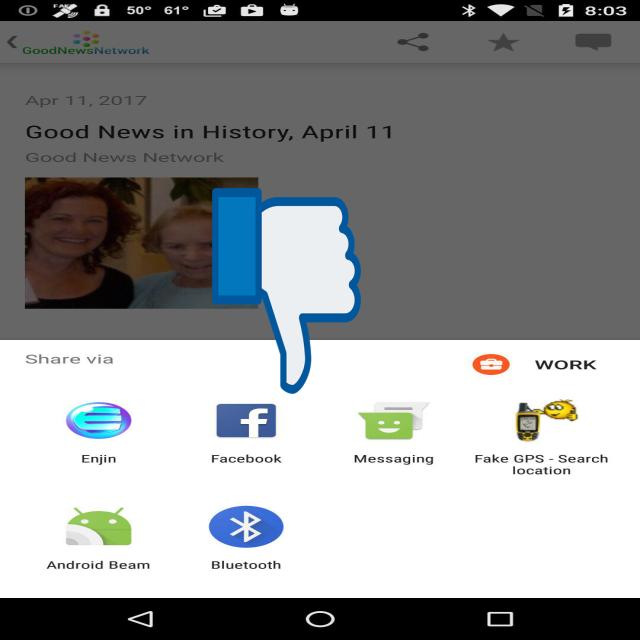 50° 61° 8:03
GoodNewsNetwork
Apr 11, 2017
Good News in History, April 11
Good News Network
Share via
WORK
Enjin
Facebook
Messaging
Fake GPS - Search
location
Android Beam
Bluetooth